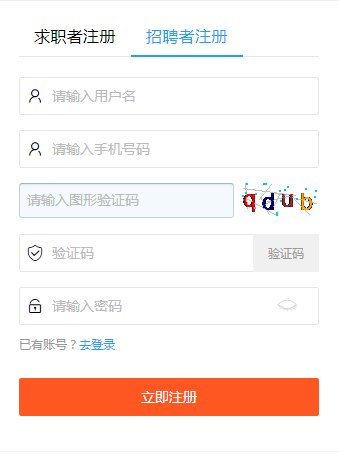 求职者注册 招聘者注册
请输入用户名
请输入手机号码
请输入图形验证码 qdub
验证码 验证码
请输入密码
已有账号？去登录
立即注册